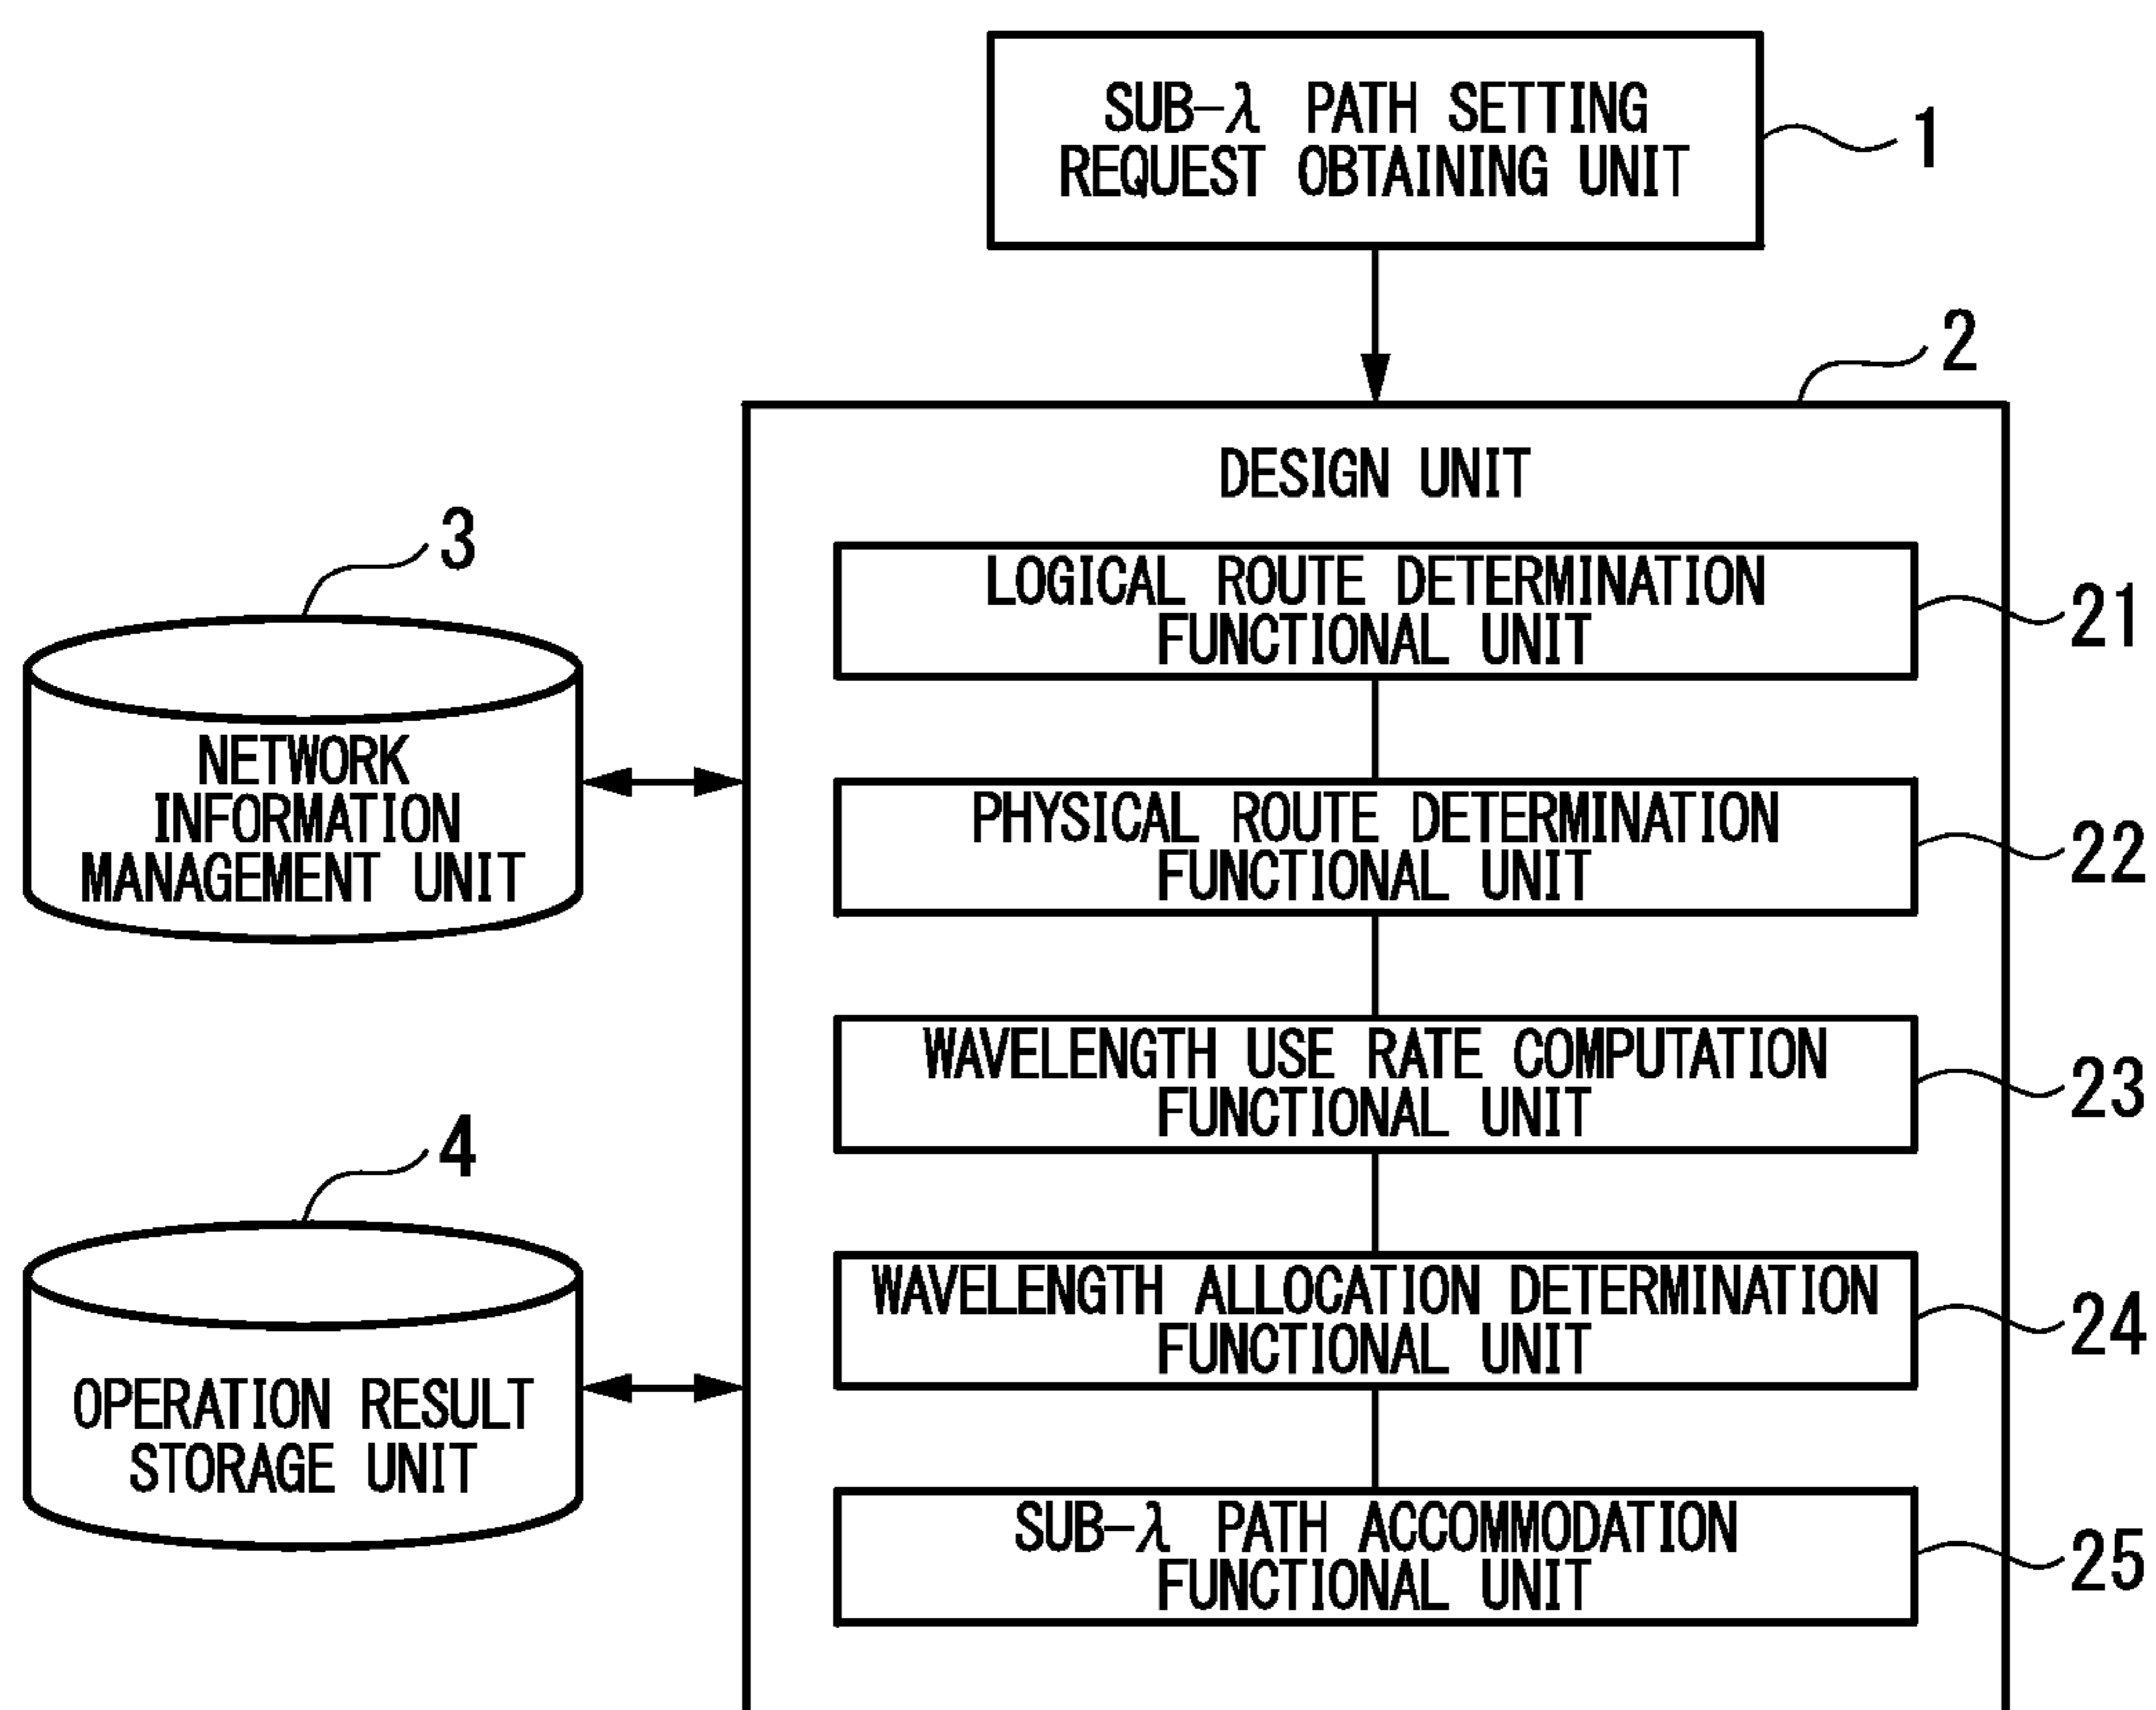 SUB-λ PATH SETTING
REQUEST OBTAINING UNIT
1
2
DESIGN UNIT
3
LOGICAL ROUTE DETERMINATION
FUNCTIONAL UNIT
21
NETWORK
INFORMATION
MANAGEMENT UNIT
PHYSICAL ROUTE DETERMINATION
FUNCTIONAL UNIT
22
WAVELENGTH USE RATE COMPUTATION
FUNCTIONAL UNIT
23
4
WAVELENGTH ALLOCATION DETERMINATION
FUNCTIONAL UNIT
24
OPERATION RESULT
STORAGE UNIT
SUB-λ PATH ACCOMMODATION
FUNCTIONAL UNIT
25